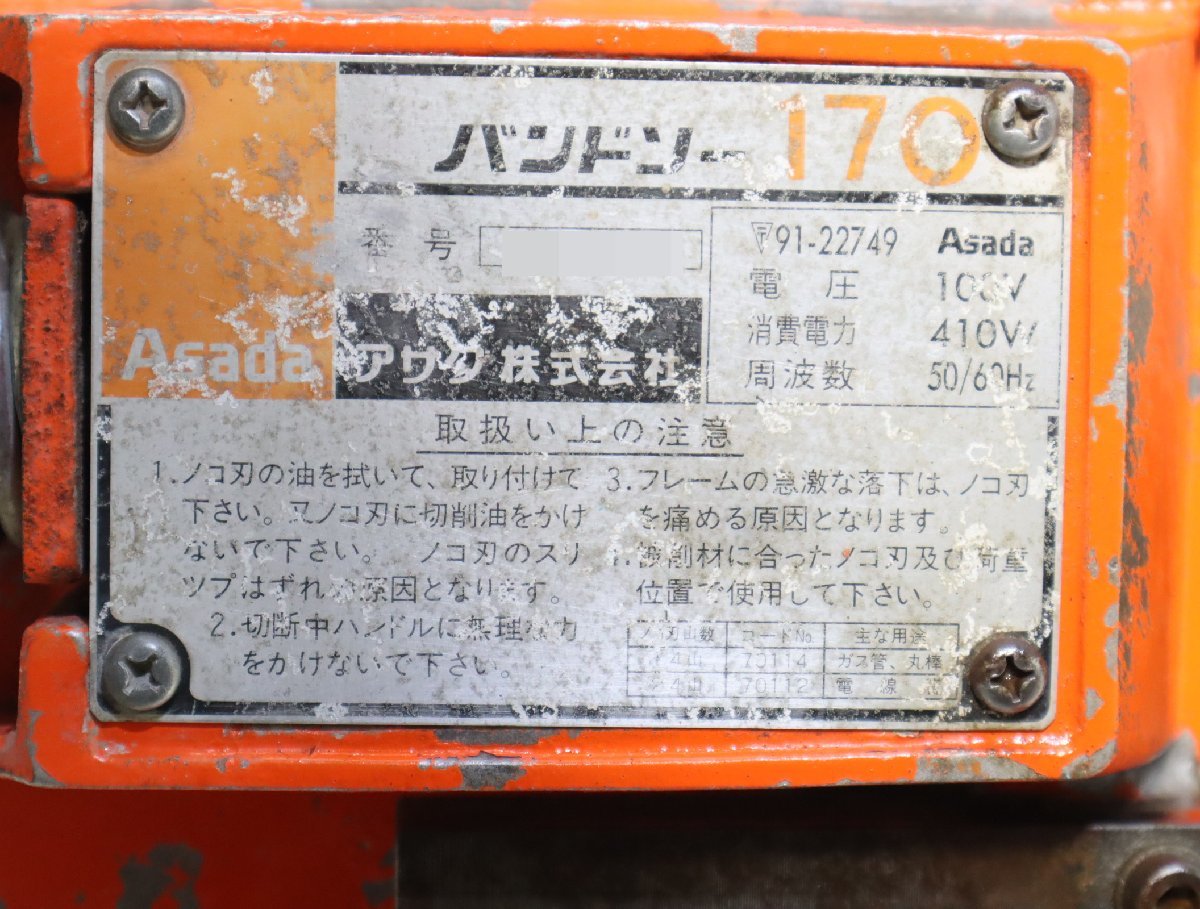 バンドソー 170
番号
▽〒91-22749 Asada
電圧 100V
消費電力 410W
周波数 50/60Hz
Asada アサダ株式会社
取扱い上の注意
1.ノコ刃の油を拭いて、取り付けて
下さい。又ノコ刃に切削油をかけ
ないで下さい。 ノコ刃のスリ
ップはずれの原因となります。
2.切断中ハンドルに無理な力
をかけないで下さい。
3.フレームの急激な落下は、ノコ刃
を痛める原因となります。
4.被削材に合ったノコ刃及び荷重
位置で使用して下さい。
山数 コードNo 主な用途
70114 ガス管、丸棒
70112 電線